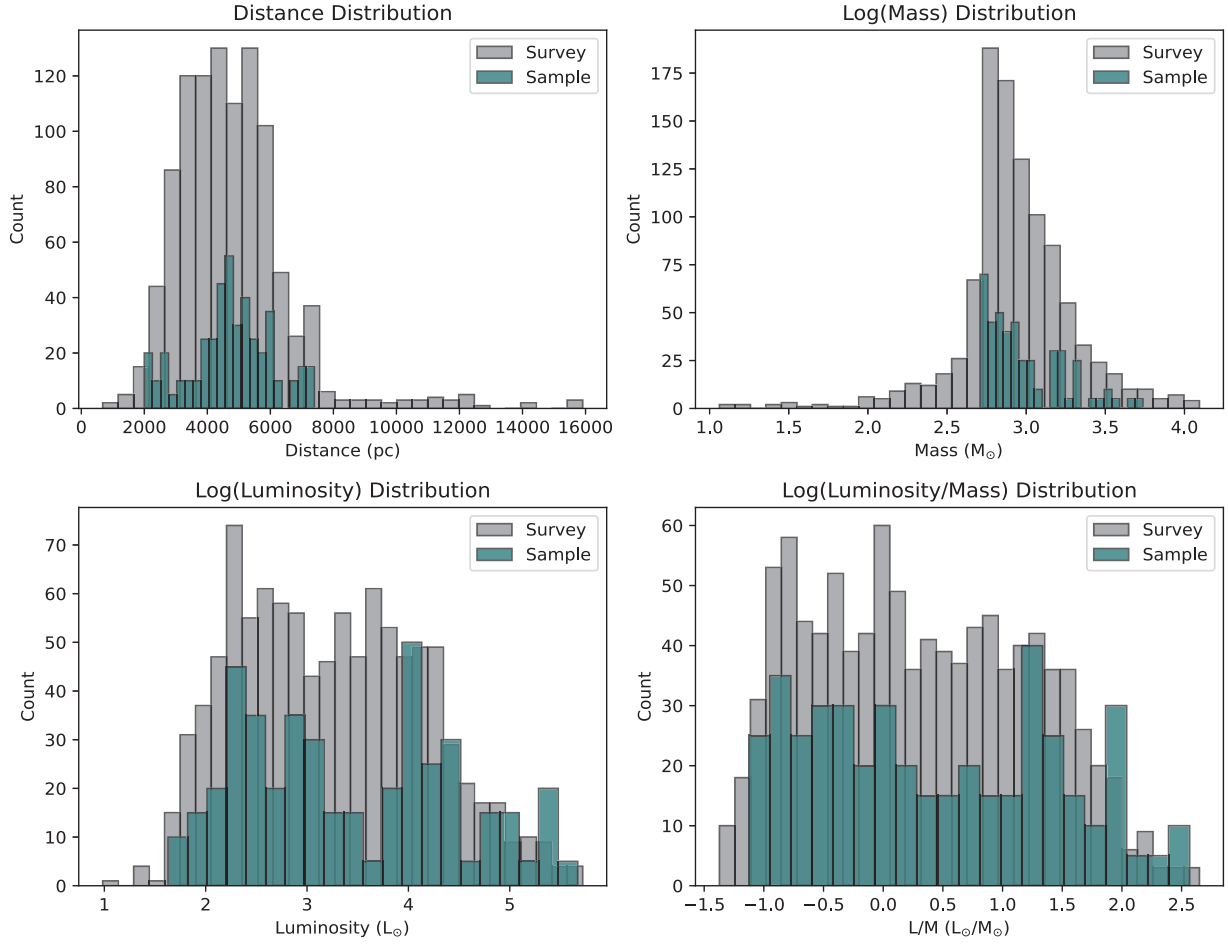 Distance Distribution
Survey
Sample
Count
0
20
40
60
80
100
120
0 2000 4000 6000 8000 10000 12000 14000 16000
Distance (pc)
Log(Mass) Distribution
Survey
Sample
Count
0
25
50
75
100
125
150
175
1.0 1.5 2.0 2.5 3.0 3.5 4.0
Mass (M☉)
Log(Luminosity) Distribution
Survey
Sample
Count
0
10
20
30
40
50
60
70
1 2 3 4 5
Luminosity (L☉)
Log(Luminosity/Mass) Distribution
Survey
Sample
Count
0
10
20
30
40
50
60
−1.5 −1.0 −0.5 0.0 0.5 1.0 1.5 2.0 2.5
L/M (L☉/M☉)